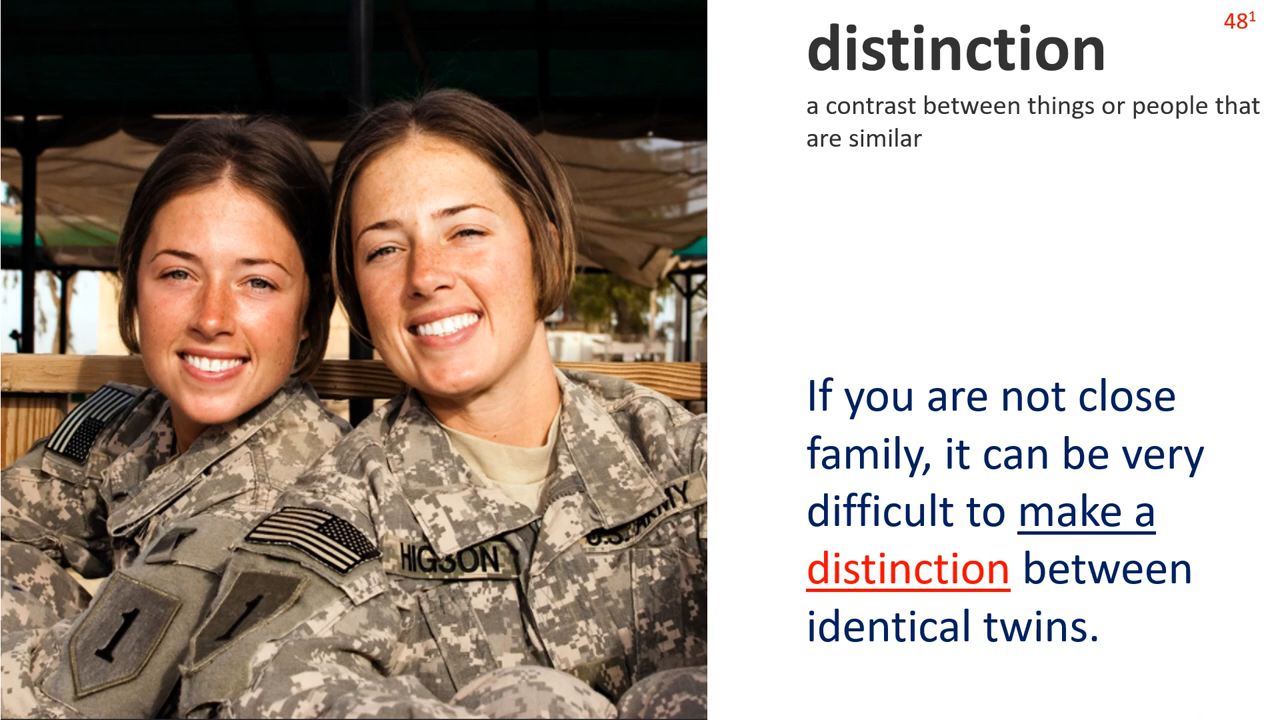 48¹
distinction
a contrast between things or people that
are similar
If you are not close
family, it can be very
difficult to make a
distinction between
identical twins.
HIGSON
U.S. ARMY
1
1